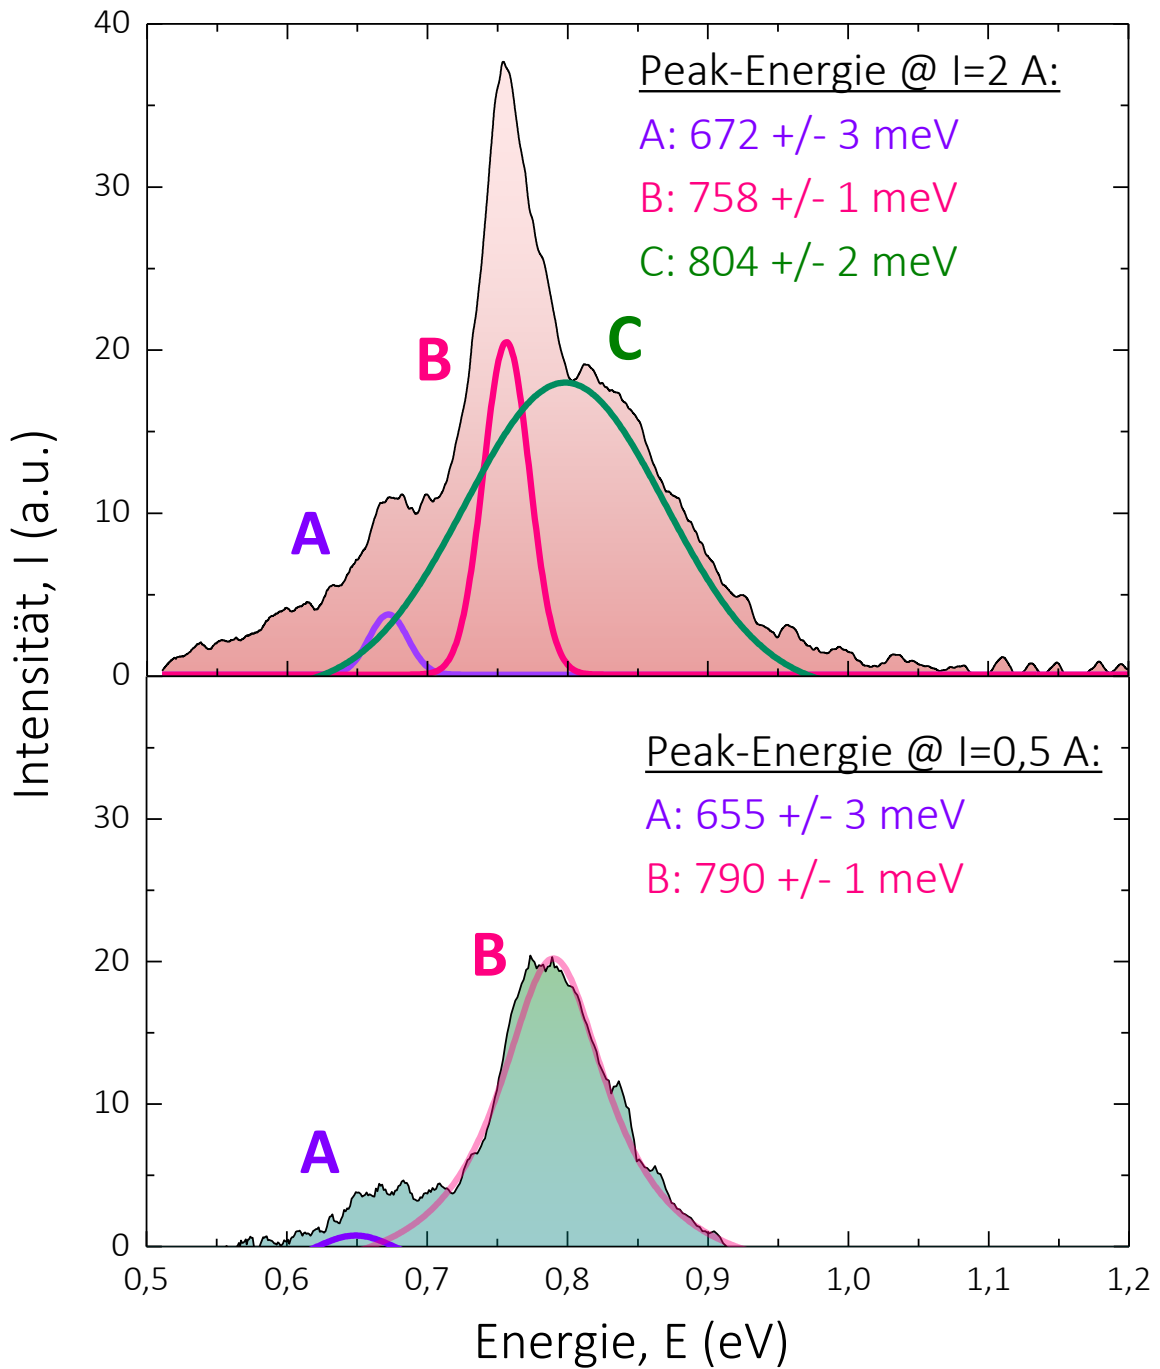 40
30
20
10
0
Peak-Energie @ I=2 A:
A: 672 +/- 3 meV
B: 758 +/- 1 meV
C: 804 +/- 2 meV
A
B
C
Intensität, I (a.u.)
30
20
10
0
Peak-Energie @ I=0,5 A:
A: 655 +/- 3 meV
B: 790 +/- 1 meV
B
A
0,5 0,6 0,7 0,8 0,9 1,0 1,1 1,2
Energie, E (eV)